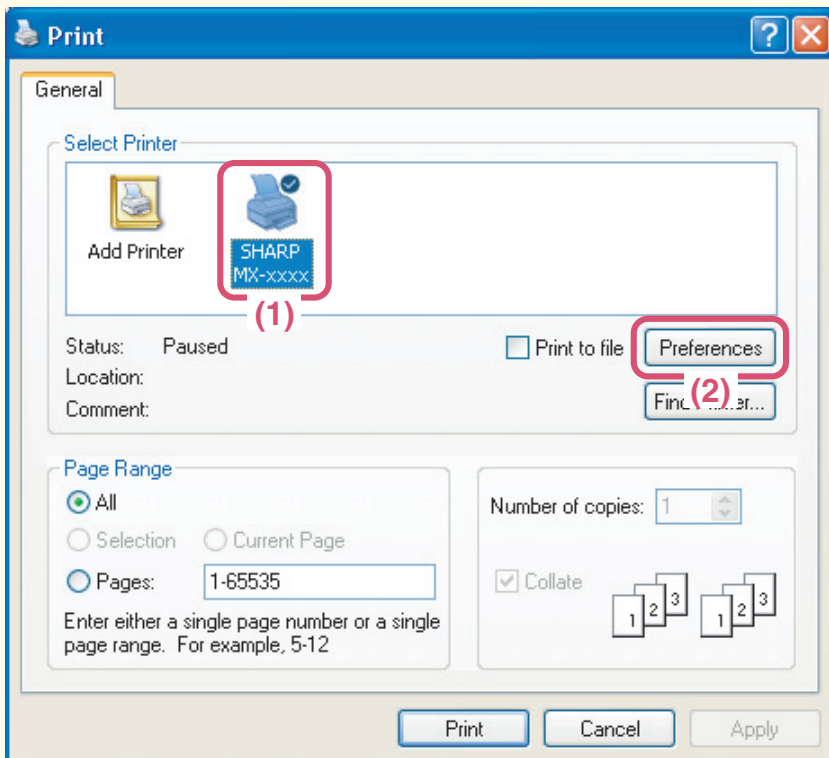 Print
General
Select Printer
Add Printer
SHARP
MX-xxxx
(1)
Status: Paused
Print to file
Preferences
(2)
Location:
Comment:
Page Range
All
Selection
Current Page
Pages:
1-65535
Enter either a single page number or a single
page range. For example, 5-12
Number of copies: 1
Collate
1 2 3
1 2 3
Print
Cancel
Apply